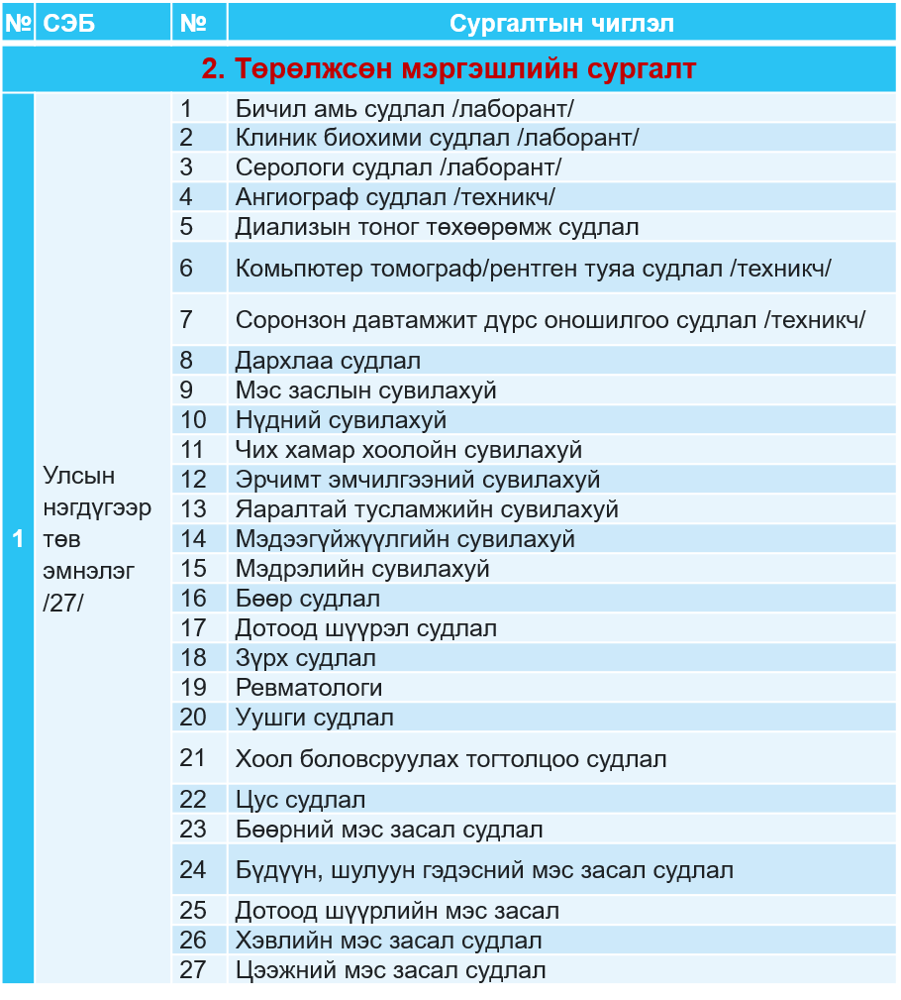 № СЭБ № Сургалтын чиглэл
2. Төрөлжсөн мэргэшлийн сургалт
1
Улсын
нэгдүгээр
төв
эмнэлэг
/27/
1 Бичил амь судлал /лаборант/
2 Клиник биохими судлал /лаборант/
3 Серологи судлал /лаборант/
4 Ангиограф судлал /техникч/
5 Диализын тоног төхөөрөмж судлал
6 Комьпютер томограф/рентген туяа судлал /техникч/
7 Соронзон давтамжит дүрс оношилгоо судлал /техникч/
8 Дархлаа судлал
9 Мэс заслын сувилахуй
10 Нүдний сувилахуй
11 Чих хамар хоолойн сувилахуй
12 Эрчимт эмчилгээний сувилахуй
13 Яаралтай тусламжийн сувилахуй
14 Мэдээгүйжүүлгийн сувилахуй
15 Мэдрэлийн сувилахуй
16 Бөөр судлал
17 Дотоод шүүрэл судлал
18 Зүрх судлал
19 Ревматологи
20 Уушги судлал
21 Хоол боловсруулах тогтолцоо судлал
22 Цус судлал
23 Бөөрний мэс засал судлал
24 Бүдүүн, шулуун гэдэсний мэс засал судлал
25 Дотоод шүүрлийн мэс засал
26 Хэвлийн мэс засал судлал
27 Цээжний мэс засал судлал